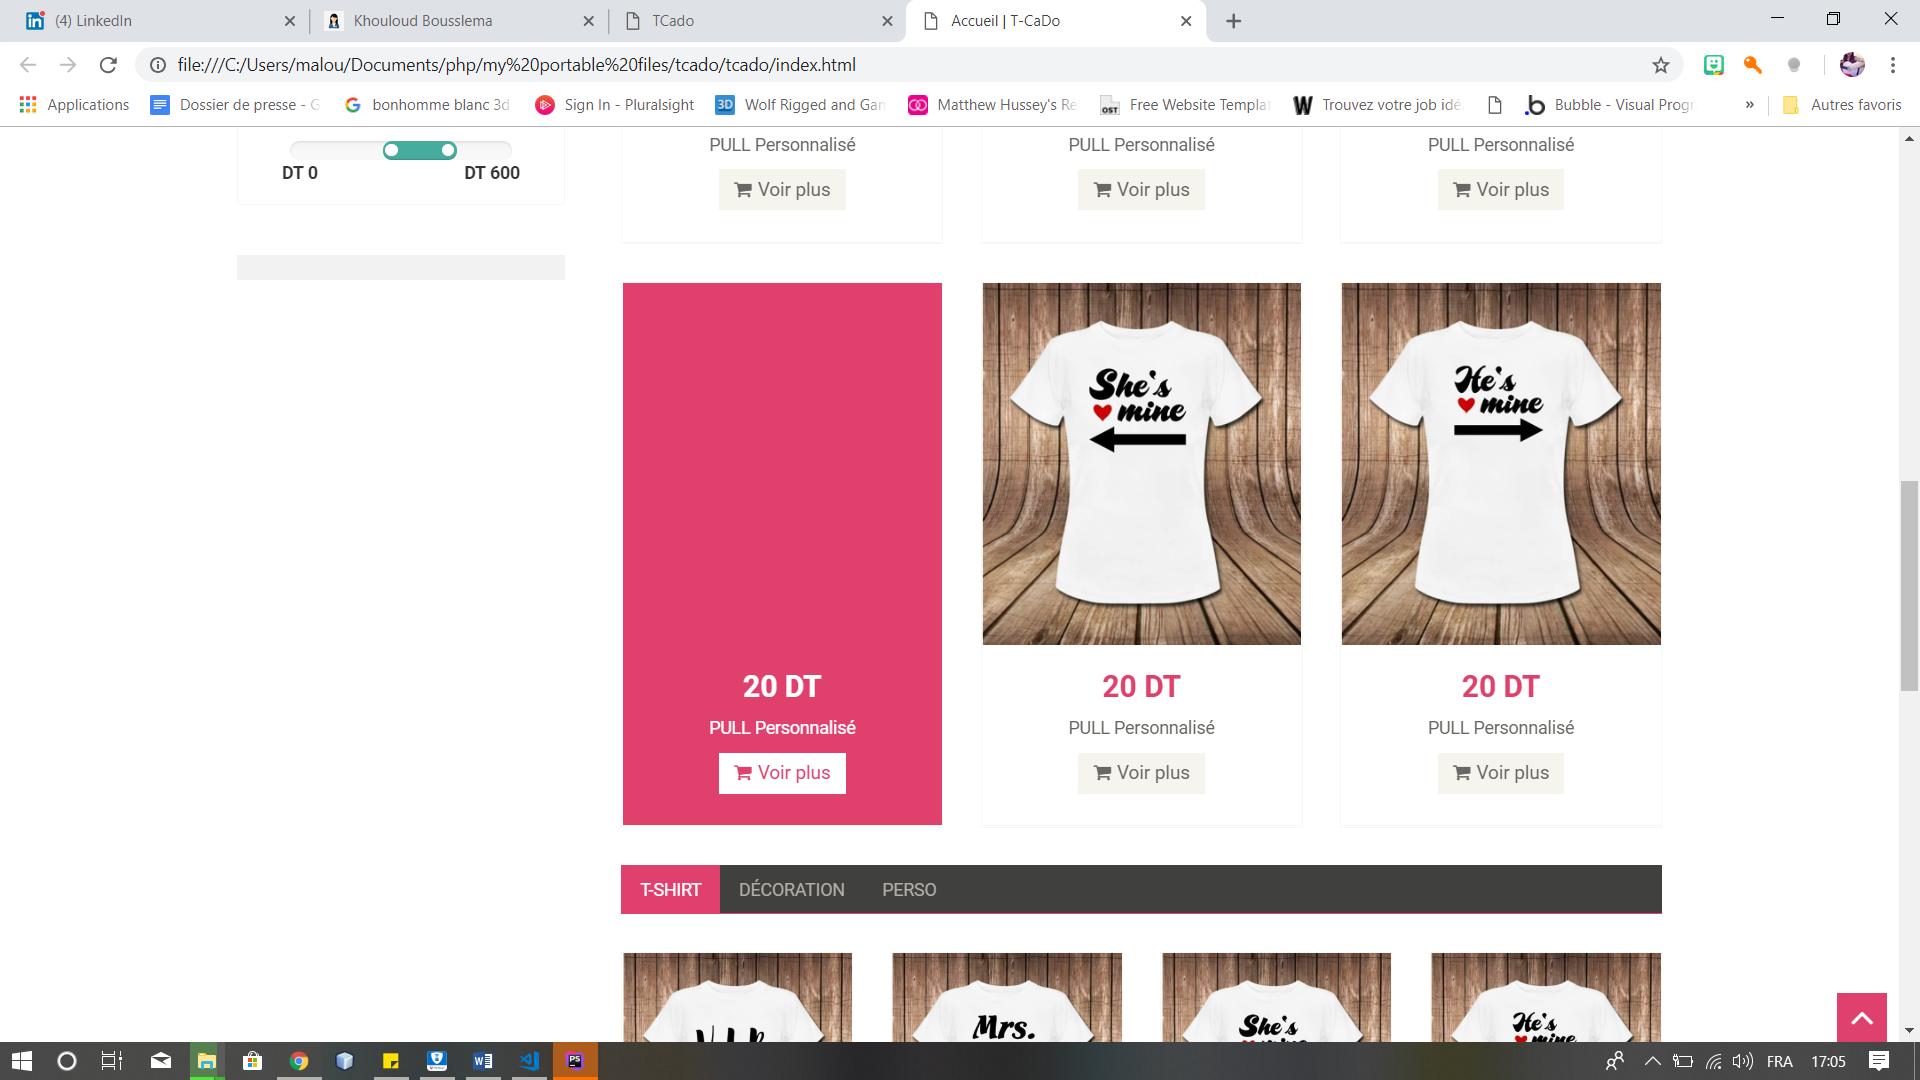 (4) LinkedIn
Khouloud Bousslema
TCado
Accueil | T-CaDo
file:///C:/Users/malou/Documents/php/my%20portable%20files/tcado/tcado/index.html
Applications
Dossier de presse - G
bonhomme blanc 3d
Sign In - Pluralsight
Wolf Rigged and Gam
Matthew Hussey's Re
Free Website Templat
Trouvez votre job idé
Bubble - Visual Progr
»
Autres favoris
DT 0
DT 600
PULL Personnalisé
Voir plus
PULL Personnalisé
Voir plus
PULL Personnalisé
Voir plus
20 DT
PULL Personnalisé
Voir plus
She's
mine
20 DT
PULL Personnalisé
Voir plus
He's
mine
20 DT
PULL Personnalisé
Voir plus
T-SHIRT
DÉCORATION
PERSO
Mrs.
She's
mine
He's
mine
FRA
17:05